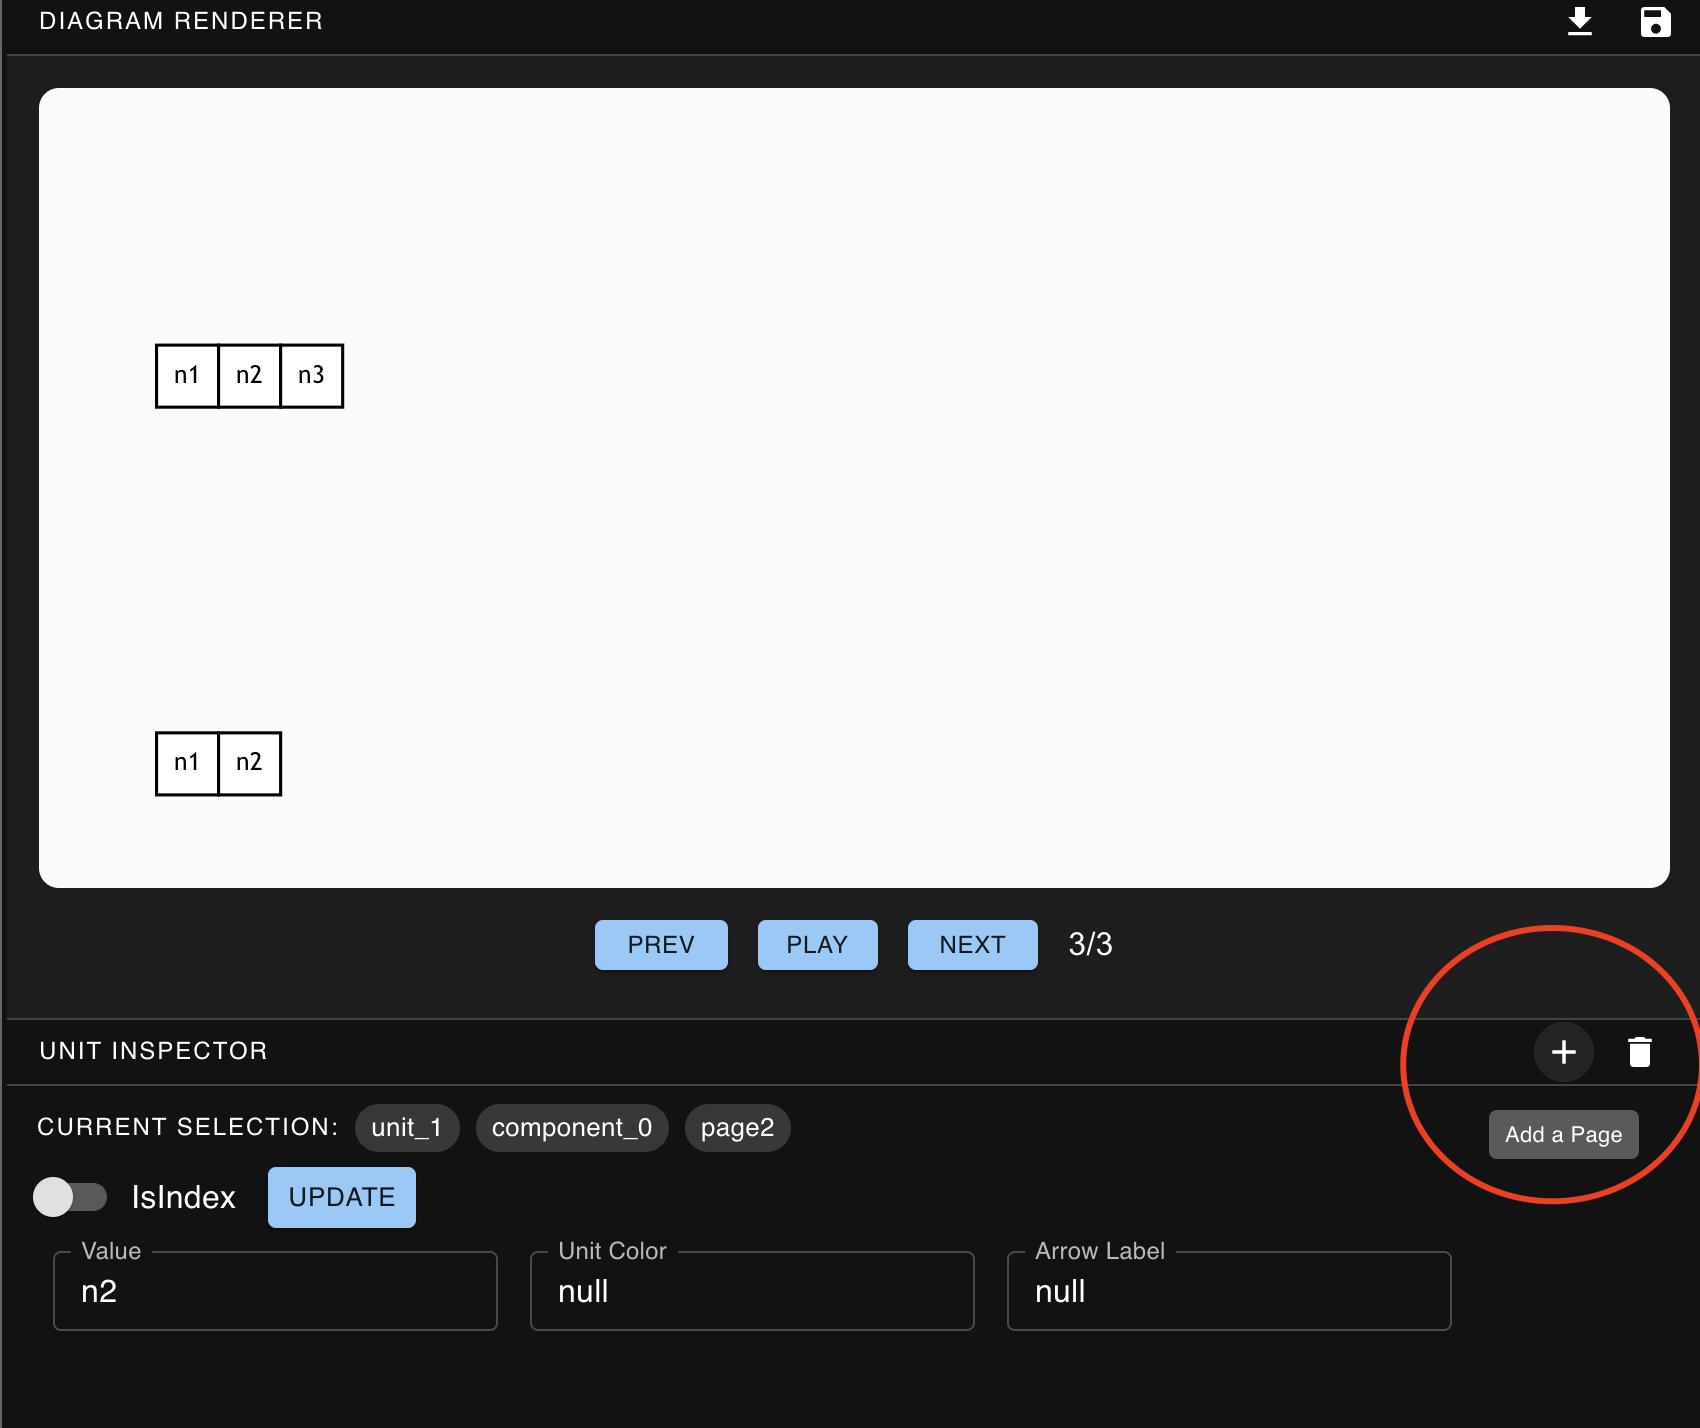 DIAGRAM RENDERER
n1 n2 n3
n1 n2
PREV PLAY NEXT 3/3
UNIT INSPECTOR
CURRENT SELECTION: unit_1 component_0 page2
Add a Page
IsIndex UPDATE
Value Unit Color Arrow Label
n2 null null